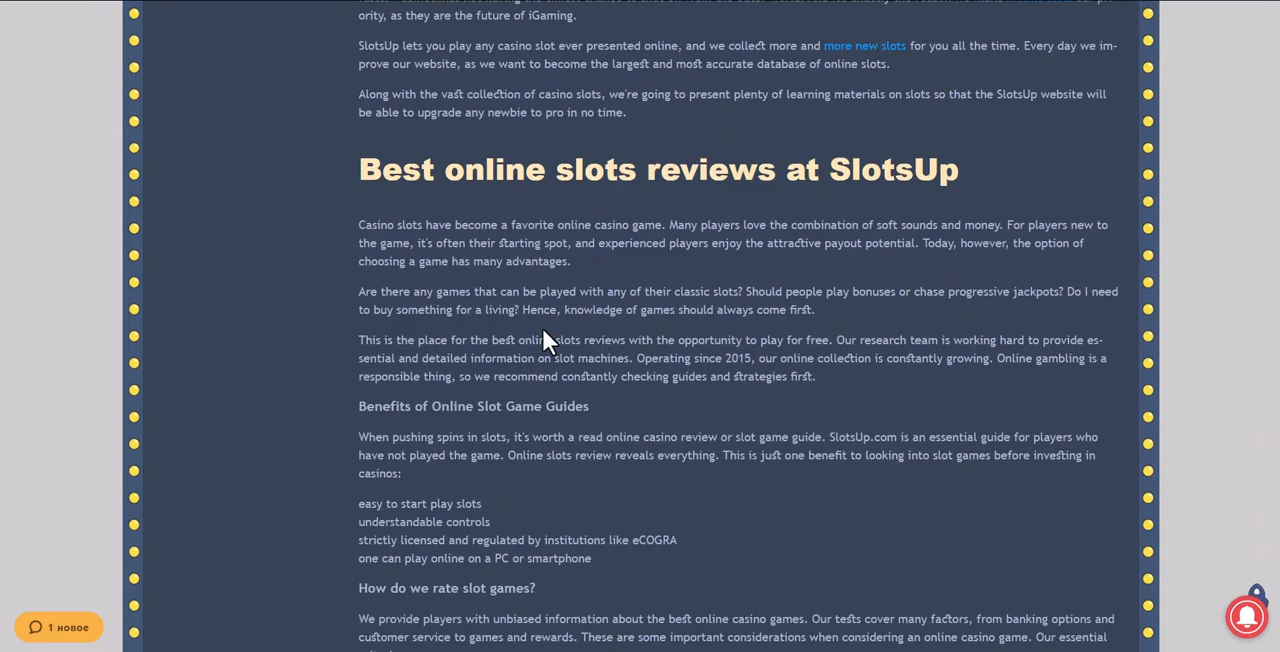 ority, as they are the future of iGaming.
SlotsUp lets you play any casino slot ever presented online, and we collect more and more new slots for you all the time. Every day we im-
prove our website, as we want to become the largest and most accurate database of online slots.
Along with the vast collection of casino slots, we're going to present plenty of learning materials on slots so that the SlotsUp website will
be able to upgrade any newbie to pro in no time.
Best online slots reviews at SlotsUp
Casino slots have become a favorite online casino game. Many players love the combination of soft sounds and money. For players new to
the game, it's often their starting spot, and experienced players enjoy the attractive payout potential. Today, however, the option of
choosing a game has many advantages.
Are there any games that can be played with any of their classic slots? Should people play bonuses or chase progressive jackpots? Do I need
to buy something for a living? Hence, knowledge of games should always come first.
This is the place for the best online slots reviews with the opportunity to play for free. Our research team is working hard to provide es-
sential and detailed information on slot machines. Operating since 2015, our online collection is constantly growing. Online gambling is a
responsible thing, so we recommend constantly checking guides and strategies first.
Benefits of Online Slot Game Guides
When pushing spins in slots, it's worth a read online casino review or slot game guide. SlotsUp.com is an essential guide for players who
have not played the game. Online slots review reveals everything. This is just one benefit to looking into slot games before investing in
casinos:
easy to start play slots
understandable controls
strictly licensed and regulated by institutions like eCOGRA
one can play online on a PC or smartphone
How do we rate slot games?
We provide players with unbiased information about the best online casino games. Our tests cover many factors, from banking options and
customer service to games and rewards. These are some important considerations when considering an online casino game. Our essential
1 новое